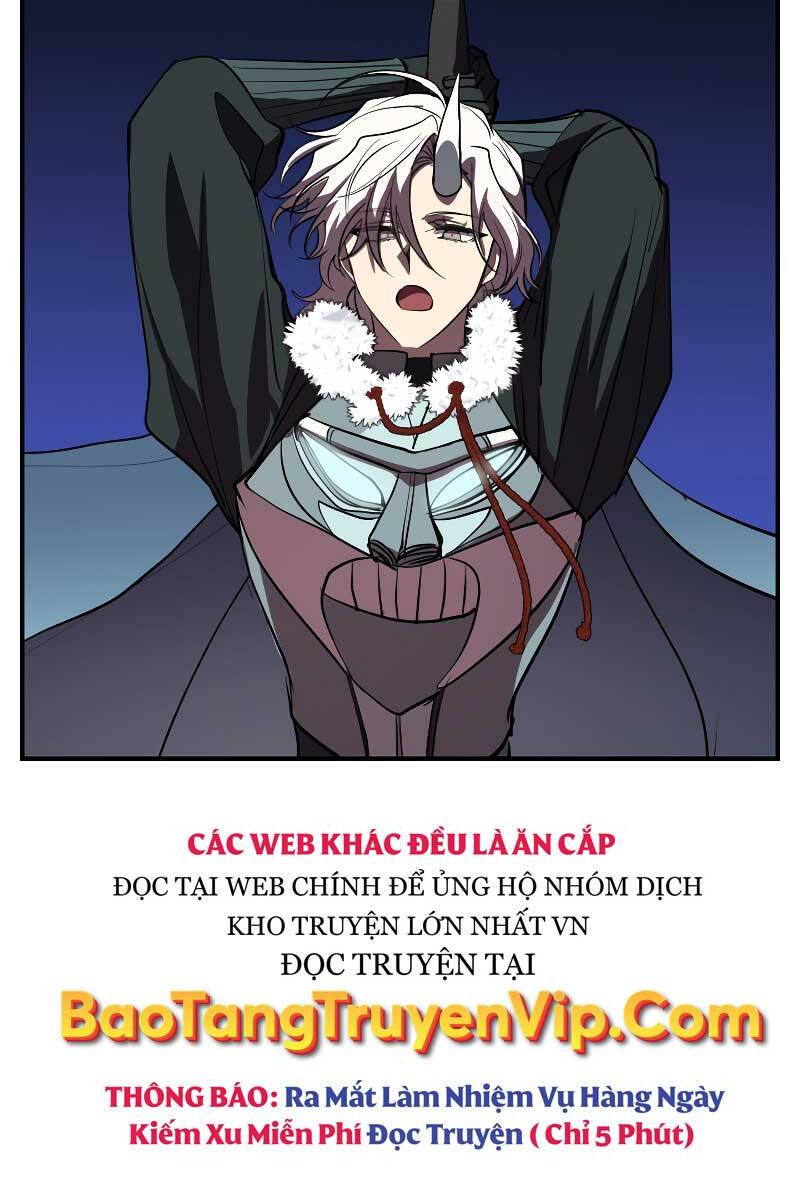 CÁC WEB KHÁC ĐỀU LÀ ĂN CẮP
ĐỌC TẠI WEB CHÍNH ĐỂ ỦNG HỘ NHÓM DỊCH
KHO TRUYỆN LỚN NHẤT VN
ĐỌC TRUYỆN TẠI
BaoTangTruyenVip.Com
THÔNG BÁO: Ra Mắt Làm Nhiệm Vụ Hàng Ngày
Kiếm Xu Miễn Phí Đọc Truyện ( Chỉ 5 Phút)